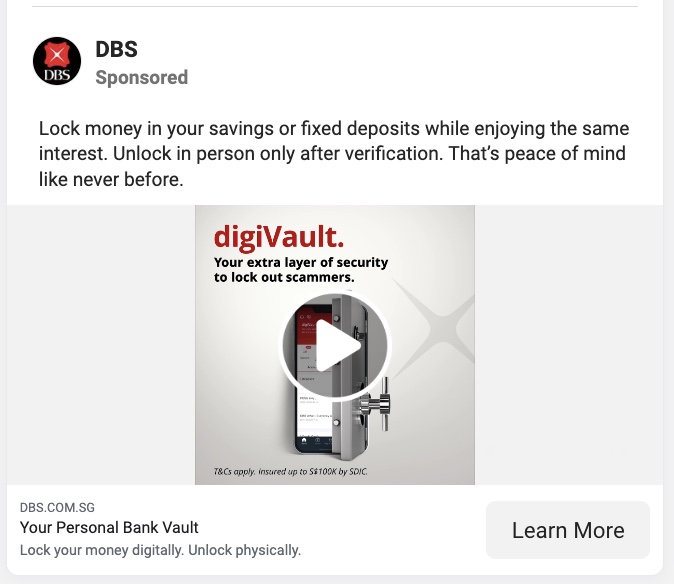 DBS
DBS
Sponsored
Lock money in your savings or fixed deposits while enjoying the same
interest. Unlock in person only after verification. That’s peace of mind
like never before.
digiVault.
Your extra layer of security
to lock out scammers.
T&Cs apply. insured up to S$100K by SDIC.
DBS.COM.SG
Your Personal Bank Vault
Lock your money digitally. Unlock physically.
Learn More